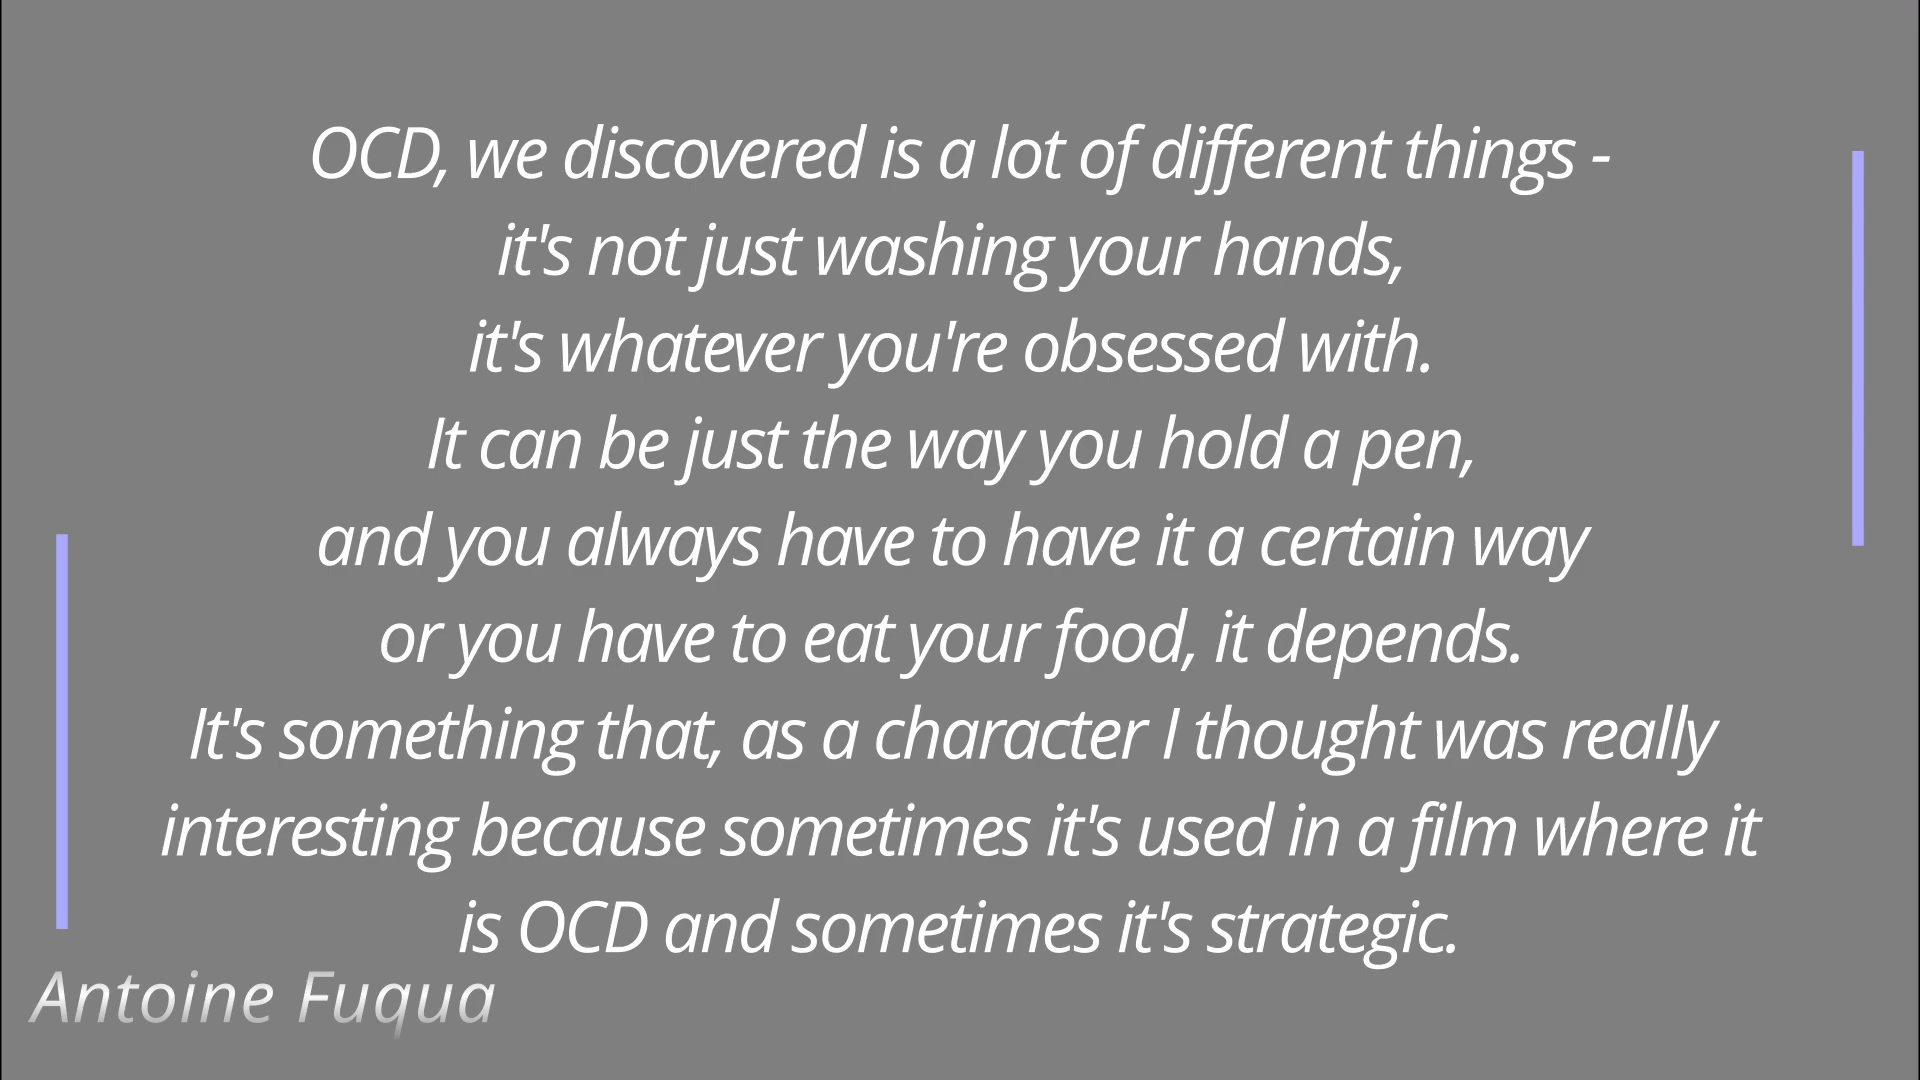 OCD, we discovered is a lot of different things -
it's not just washing your hands,
it's whatever you're obsessed with.
It can be just the way you hold a pen,
and you always have to have it a certain way
or you have to eat your food, it depends.
It's something that, as a character I thought was really
interesting because sometimes it's used in a film where it
is OCD and sometimes it's strategic.
Antoine Fuqua